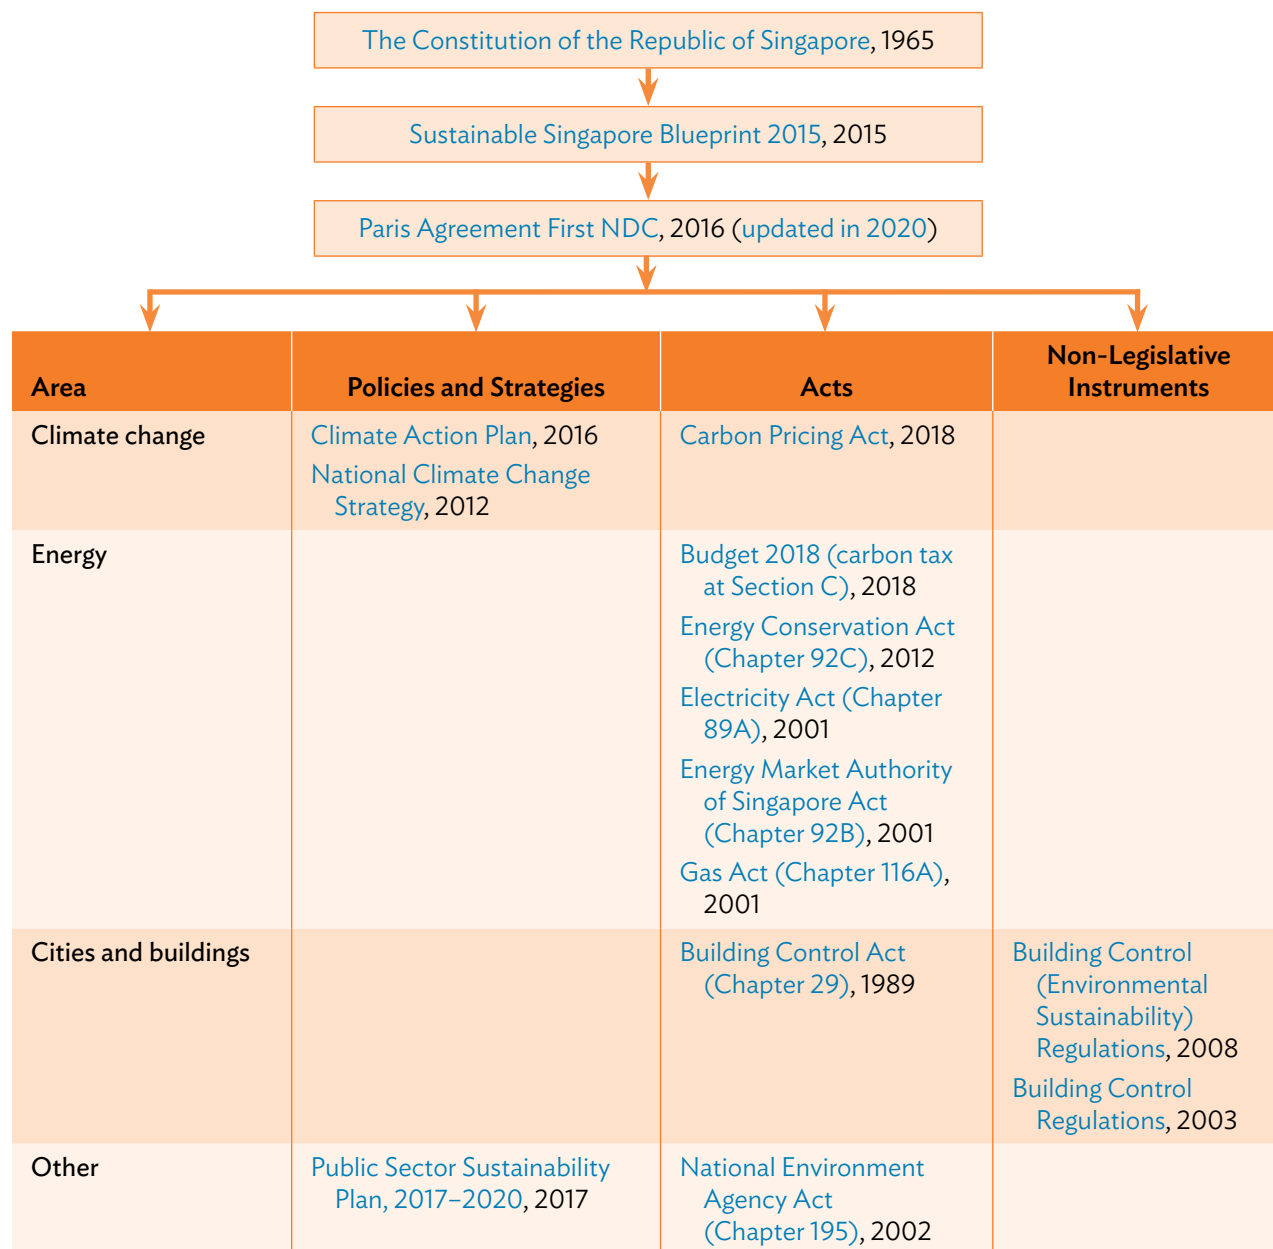 The Constitution of the Republic of Singapore, 1965
Sustainable Singapore Blueprint 2015, 2015
Paris Agreement First NDC, 2016 (updated in 2020)
Area
Policies and Strategies
Acts
Non-Legislative
Instruments
Climate change
Climate Action Plan, 2016
National Climate Change
Strategy, 2012
Carbon Pricing Act, 2018
Energy
Budget 2018 (carbon tax
at Section C), 2018
Energy Conservation Act
(Chapter 92C), 2012
Electricity Act (Chapter
89A), 2001
Energy Market Authority
of Singapore Act
(Chapter 92B), 2001
Gas Act (Chapter 116A),
2001
Cities and buildings
Building Control Act
(Chapter 29), 1989
Building Control
(Environmental
Sustainability)
Regulations, 2008
Building Control
Regulations, 2003
Other
Public Sector Sustainability
Plan, 2017–2020, 2017
National Environment
Agency Act
(Chapter 195), 2002